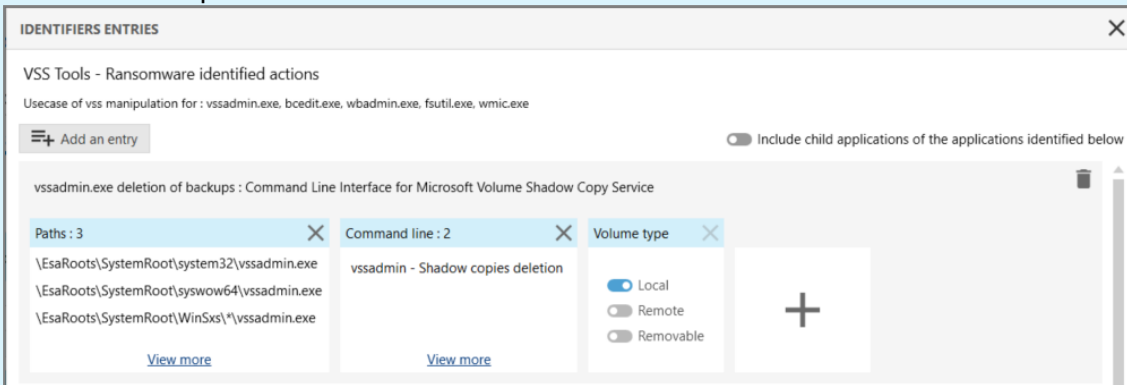 IDENTIFIERS ENTRIES
VSS Tools - Ransomware identified actions
Usecase of vss manipulation for : vssadmin.exe, bcedit.exe, wbadmin.exe, fsutil.exe, wmic.exe
Add an entry
Include child applications of the applications identified below
vssadmin.exe deletion of backups : Command Line Interface for Microsoft Volume Shadow Copy Service
Paths : 3
\EsaRoots\SystemRoot\system32\vssadmin.exe
\EsaRoots\SystemRoot\syswow64\vssadmin.exe
\EsaRoots\SystemRoot\WinSxs\*\vssadmin.exe
View more
Command line : 2
vssadmin - Shadow copies deletion
View more
Volume type
Local
Remote
Removable